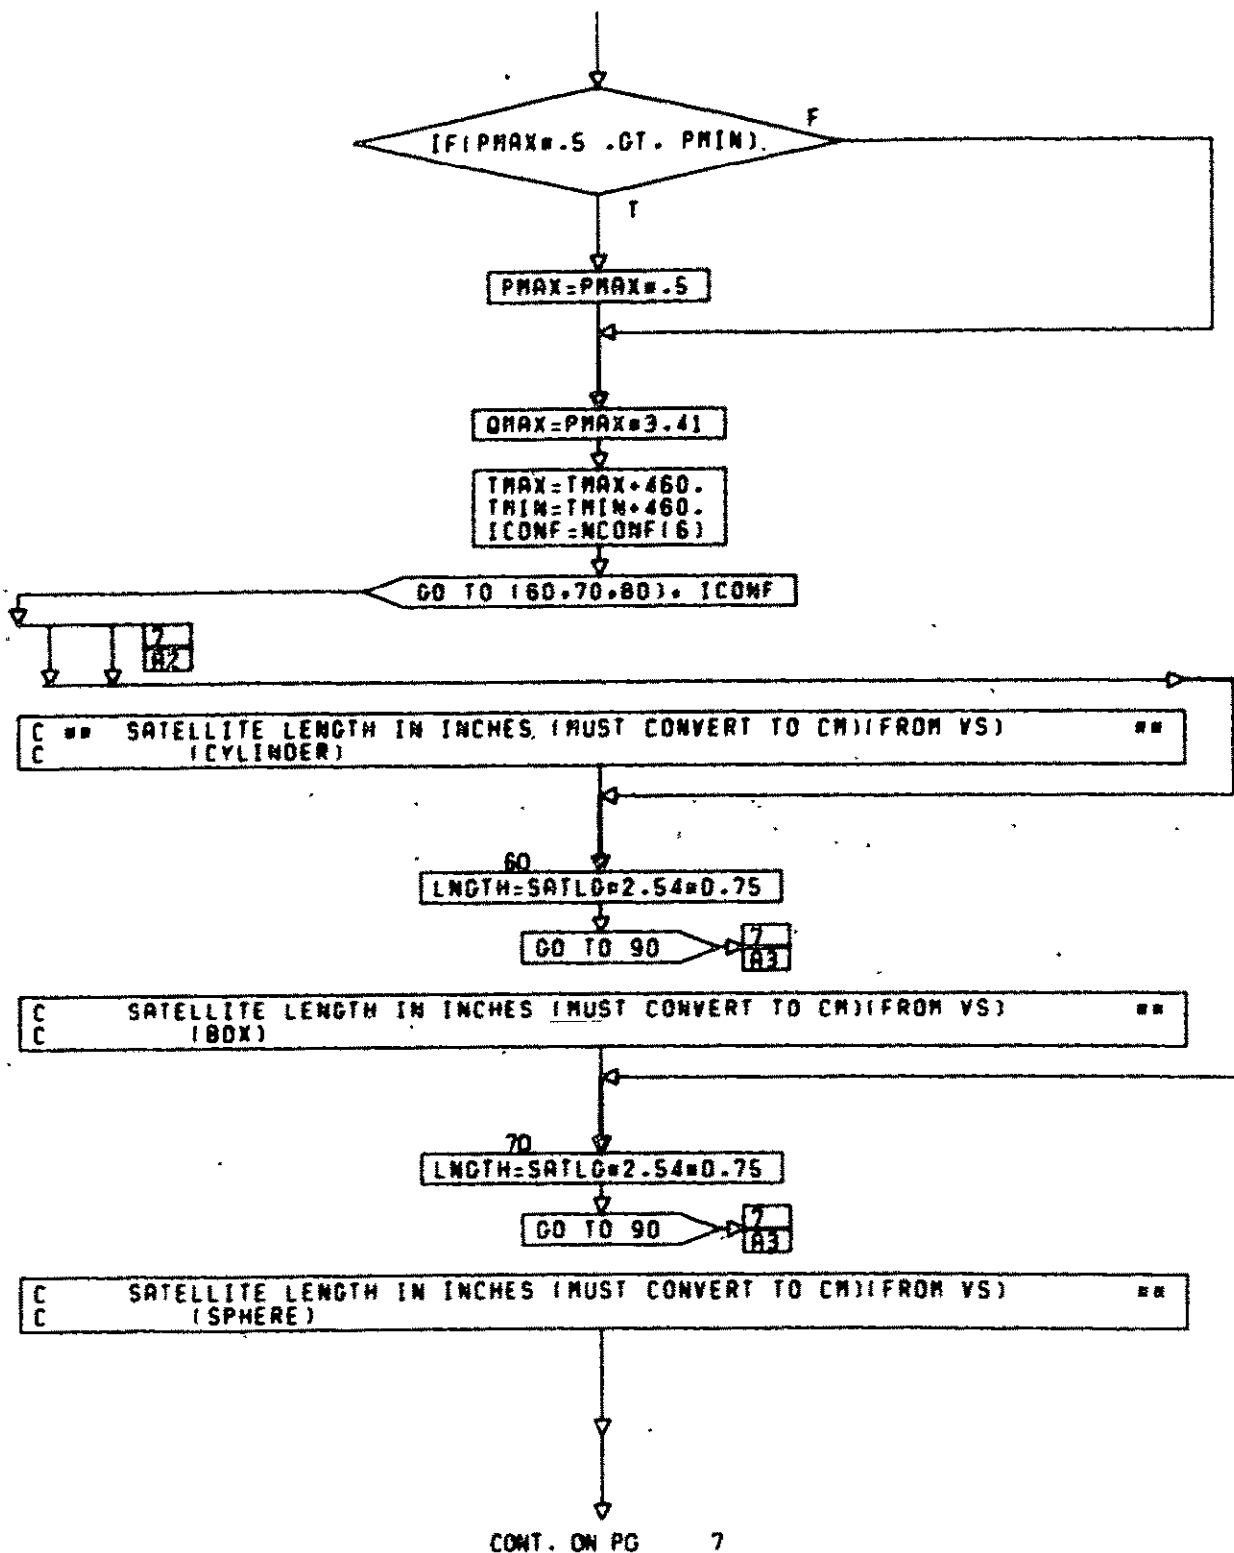 F
IF(PMAX*.5 .GT. PMIN).
T
PMAX=PMAX*.5
QMAX=PMAX*3.41
TMAX=TMAX+460.
TMIN=TMIN+460.
ICONF=NCONF(6)
GO TO (60,70,80), ICONF
7
A2
C ** SATELLITE LENGTH IN INCHES (MUST CONVERT TO CM)(FROM VS) **
C (CYLINDER)
60
LNGTH=SATLG*2.54*0.75
GO TO 90
7
A3
C SATELLITE LENGTH IN INCHES (MUST CONVERT TO CM)(FROM VS) **
C (BOX)
70
LNGTH=SATLG*2.54*0.75
GO TO 90
7
A3
C SATELLITE LENGTH IN INCHES (MUST CONVERT TO CM)(FROM VS) **
C (SPHERE)
CONT. ON PG 7